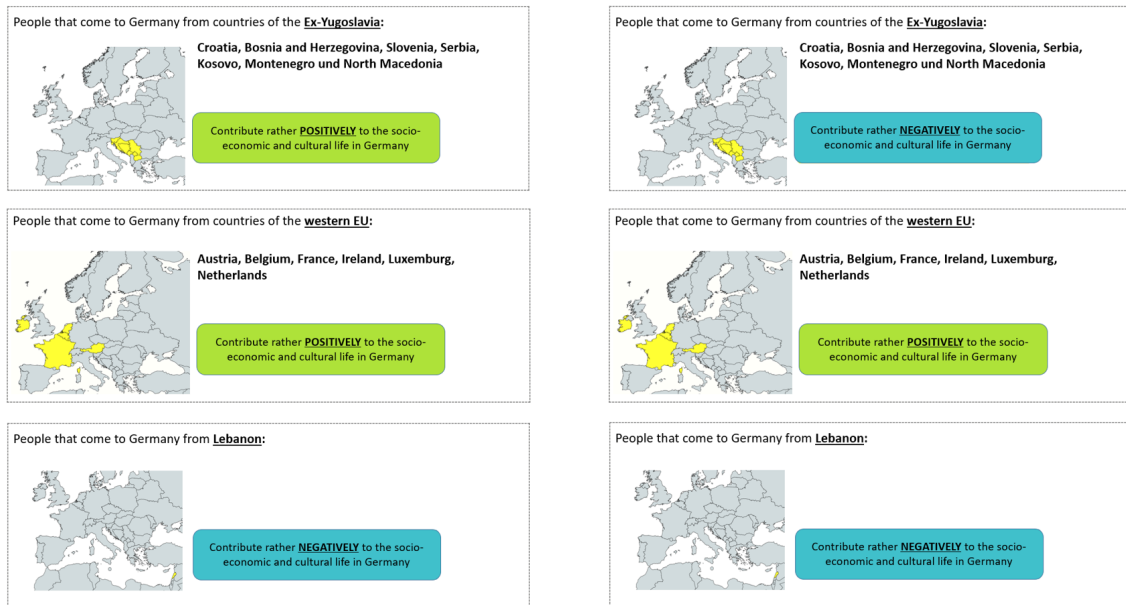 People that come to Germany from countries of the Ex-Yugoslavia:
Croatia, Bosnia and Herzegovina, Slovenia, Serbia,
Kosovo, Montenegro und North Macedonia
Contribute rather POSITIVELY to the socio-
economic and cultural life in Germany
People that come to Germany from countries of the western EU:
Austria, Belgium, France, Ireland, Luxemburg,
Netherlands
Contribute rather POSITIVELY to the socio-
economic and cultural life in Germany
People that come to Germany from Lebanon:
Contribute rather NEGATIVELY to the socio-
economic and cultural life in Germany
People that come to Germany from countries of the Ex-Yugoslavia:
Croatia, Bosnia and Herzegovina, Slovenia, Serbia,
Kosovo, Montenegro und North Macedonia
Contribute rather NEGATIVELY to the socio-
economic and cultural life in Germany
People that come to Germany from countries of the western EU:
Austria, Belgium, France, Ireland, Luxemburg,
Netherlands
Contribute rather POSITIVELY to the socio-
economic and cultural life in Germany
People that come to Germany from Lebanon:
Contribute rather NEGATIVELY to the socio-
economic and cultural life in Germany